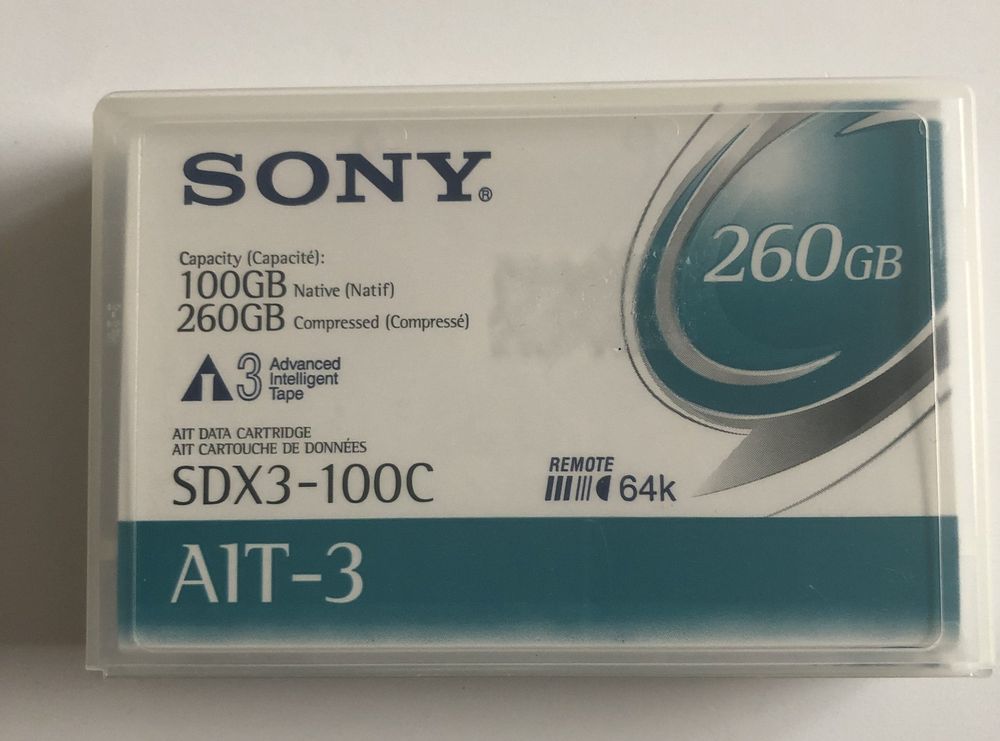 SONY®
260GB
Capacity (Capacité):
100GB Native (Natif)
260GB Compressed (Compressé)
3 Advanced
Intelligent
Tape
AIT DATA CARTRIDGE
AIT CARTOUCHE DE DONNÉES
SDX3-100C
REMOTE
64k
AIT-3